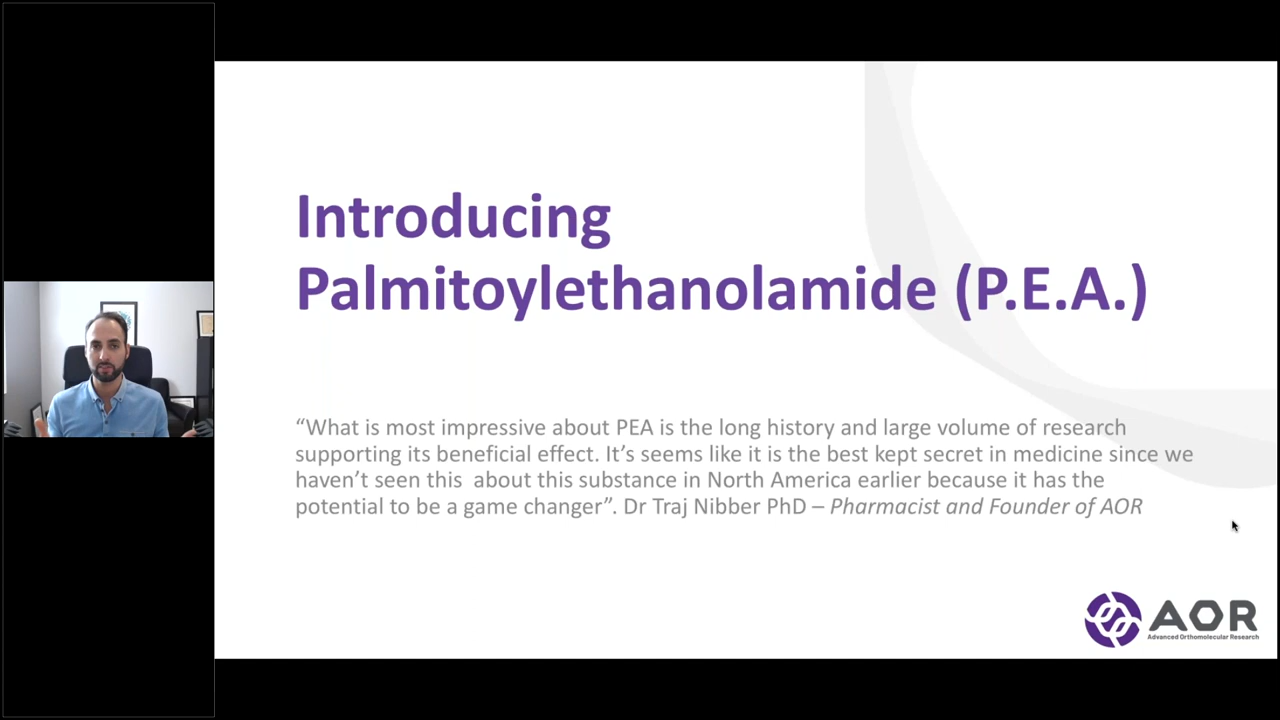 Introducing
Palmitoylethanolamide (P.E.A.)
“What is most impressive about PEA is the long history and large volume of research
supporting its beneficial effect. It’s seems like it is the best kept secret in medicine since we
haven’t seen this  about this substance in North America earlier because it has the
potential to be a game changer”. Dr Traj Nibber PhD – Pharmacist and Founder of AOR
AOR
Advanced Orthomolecular Research